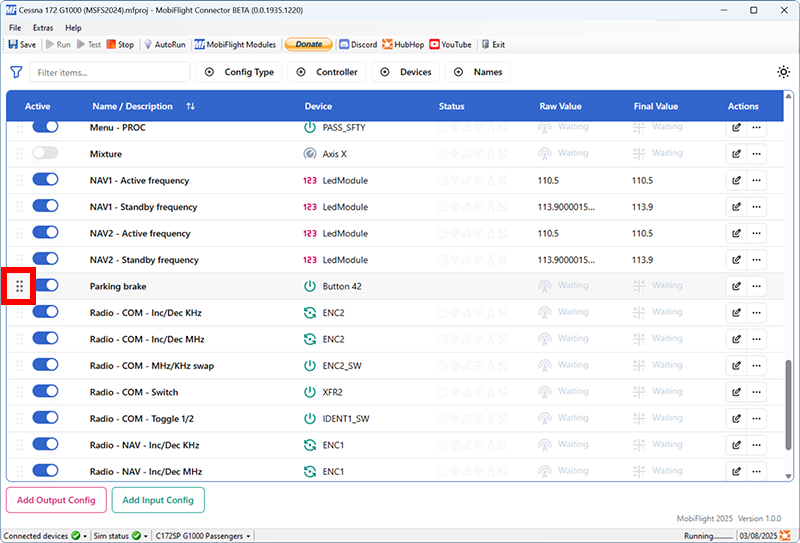 MF Cessna 172 G1000 (MSFS2024).mfproj - MobiFlight Connector BETA (0.0.1935.1220)
File Extras Help
Save Run Test Stop AutoRun MF MobiFlight Modules Donate Discord HubHop YouTube Exit
Filter items... Config Type Controller Devices Names
Active Name / Description Device Status Raw Value Final Value Actions
Menu - PROC PASS_SFTY Waiting Waiting
Mixture Axis X Waiting Waiting
NAV1 - Active frequency 123 LedModule 110.5 110.5
NAV1 - Standby frequency 123 LedModule 113.9000015... 113.9
NAV2 - Active frequency 123 LedModule 110.5 110.5
NAV2 - Standby frequency 123 LedModule 113.9000015... 113.9
Parking brake Button 42 Waiting Waiting
Radio - COM - Inc/Dec KHz ENC2 Waiting Waiting
Radio - COM - Inc/Dec MHz ENC2 Waiting Waiting
Radio - COM - MHz/KHz swap ENC2_SW Waiting Waiting
Radio - COM - Switch XFR2 Waiting Waiting
Radio - COM - Toggle 1/2 IDENT1_SW Waiting Waiting
Radio - NAV - Inc/Dec KHz ENC1 Waiting Waiting
Radio - NAV - Inc/Dec MHz ENC1 Waiting Waiting
Add Output Config Add Input Config
MobiFlight 2025 Version 1.0.0
Connected devices Sim status C172SP G1000 Passengers Running......... 03/08/2025